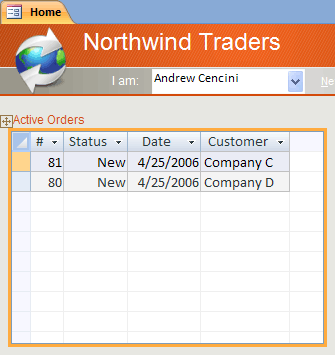 Home
Northwind Traders
I am: Andrew Cencini Ne
Active Orders
# Status Date Customer
81 New 4/25/2006 Company C
80 New 4/25/2006 Company D